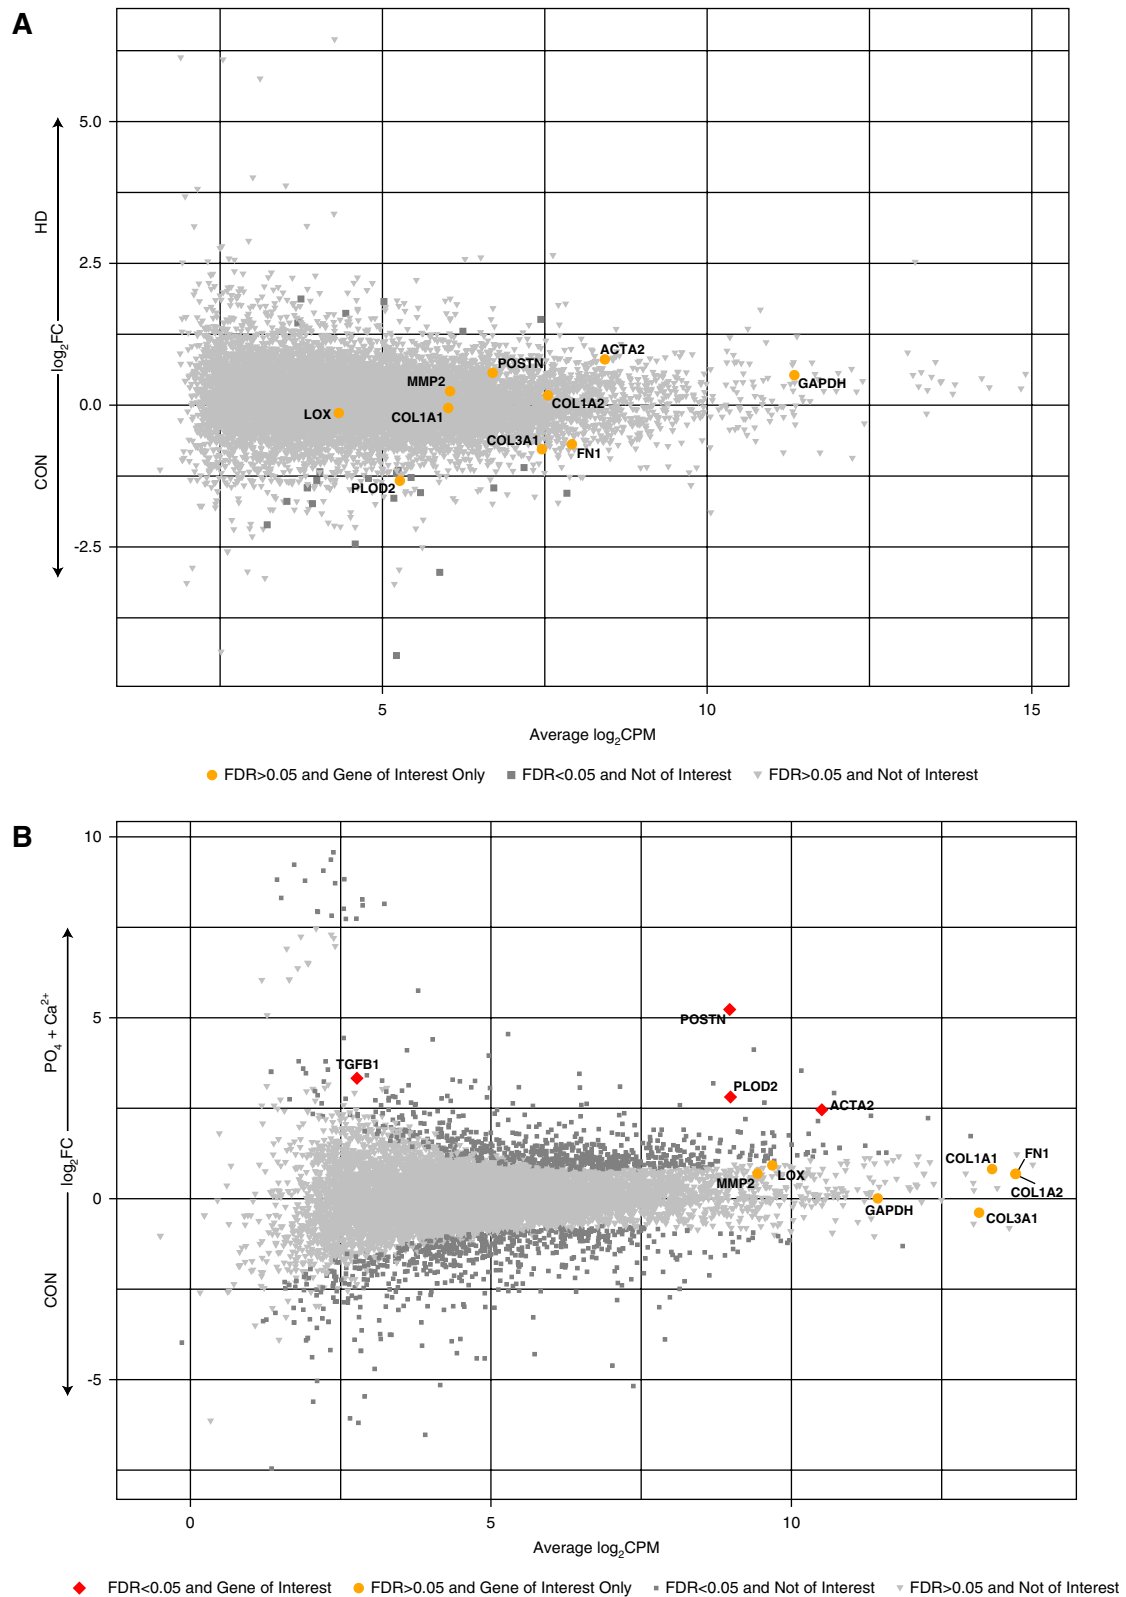 A
5.0
2.5
0.0
-2.5
HD
log2FC
CON
POSTN
ACTA2
MMP2
GAPDH
LOX
COL1A1
COL1A2
COL3A1
FN1
PLOD2
5
10
15
Average log2CPM
FDR>0.05 and Gene of Interest Only
FDR<0.05 and Not of Interest
FDR>0.05 and Not of Interest
B
10
5
0
-5
PO4 + Ca2+
log2FC
CON
POSTN
TGFB1
PLOD2
ACTA2
COL1A1
FN1
MMP2
LOX
COL1A2
GAPDH
COL3A1
0
5
10
Average log2CPM
FDR<0.05 and Gene of Interest
FDR>0.05 and Gene of Interest Only
FDR<0.05 and Not of Interest
FDR>0.05 and Not of Interest